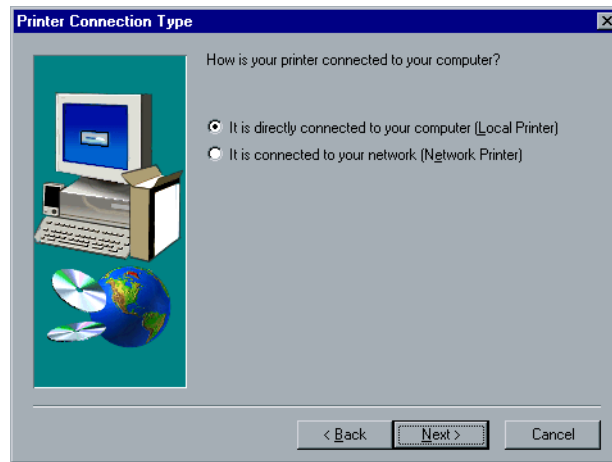 Printer Connection Type
How is your printer connected to your computer?
It is directly connected to your computer (Local Printer)
It is connected to your network (Network Printer)
< Back
Next >
Cancel